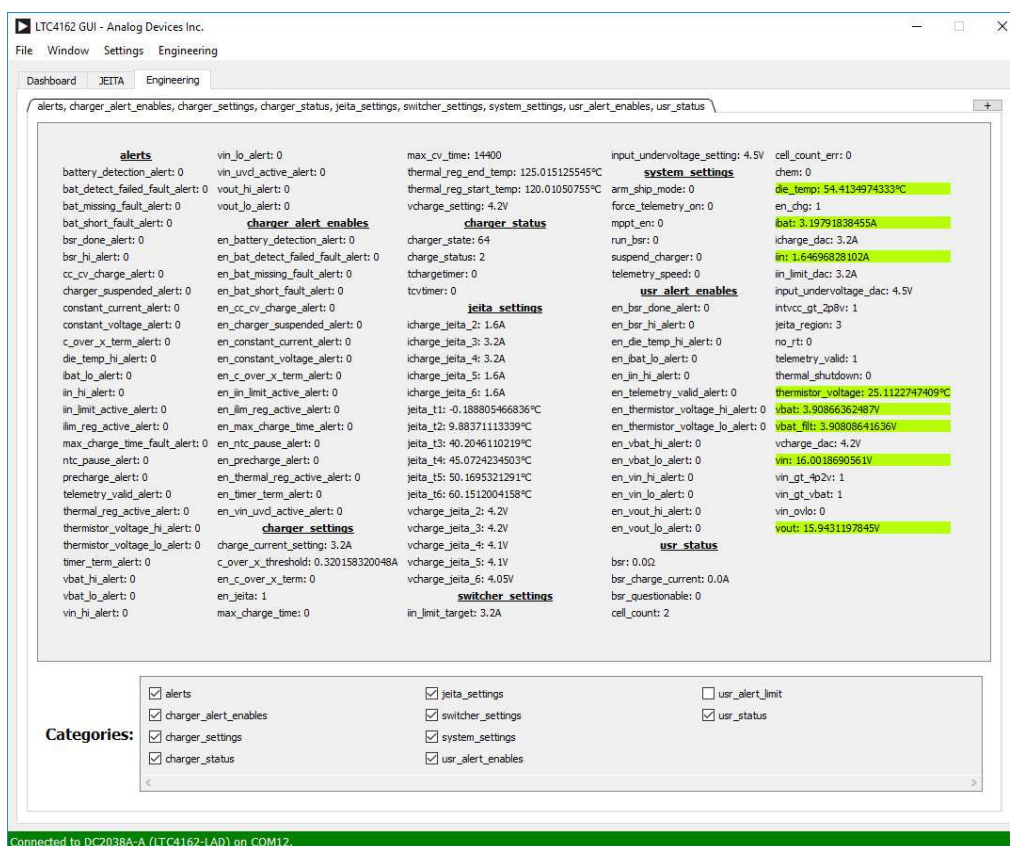 LTC4162 GUI - Analog Devices Inc.
File Window Settings Engineering
Dashboard JEITA Engineering
alerts, charger_alert_enables, charger_settings, charger_status, jeita_settings, switcher_settings, system_settings, usr_alert_enables, usr_status
+
alerts
battery_detection_alert: 0
bat_detect_failed_fault_alert: 0
bat_missing_fault_alert: 0
bat_short_fault_alert: 0
bsr_done_alert: 0
bsr_hi_alert: 0
cc_cv_charge_alert: 0
charger_suspended_alert: 0
constant_current_alert: 0
constant_voltage_alert: 0
c_over_x_term_alert: 0
die_temp_hi_alert: 0
ibat_lo_alert: 0
iin_hi_alert: 0
iin_limit_active_alert: 0
ilim_reg_active_alert: 0
max_charge_time_fault_alert: 0
ntc_pause_alert: 0
precharge_alert: 0
telemetry_valid_alert: 0
thermal_reg_active_alert: 0
thermistor_voltage_hi_alert: 0
thermistor_voltage_lo_alert: 0
timer_term_alert: 0
vbat_hi_alert: 0
vbat_lo_alert: 0
vin_hi_alert: 0
vin_lo_alert: 0
vin_uvd_active_alert: 0
vout_hi_alert: 0
vout_lo_alert: 0
charger_alert_enables
en_battery_detection_alert: 0
en_bat_detect_failed_fault_alert: 0
en_bat_missing_fault_alert: 0
en_bat_short_fault_alert: 0
en_cc_cv_charge_alert: 0
en_charger_suspended_alert: 0
en_constant_current_alert: 0
en_constant_voltage_alert: 0
en_c_over_x_term_alert: 0
en_iin_limit_active_alert: 0
en_ilim_reg_active_alert: 0
en_max_charge_time_alert: 0
en_ntc_pause_alert: 0
en_precharge_alert: 0
en_thermal_reg_active_alert: 0
en_timer_term_alert: 0
en_vin_uvd_active_alert: 0
charger_settings
charge_current_setting: 3.2A
c_over_x_threshold: 0.320158320048A
en_c_over_x_term: 0
en_jeita: 1
max_charge_time: 0
max_cv_time: 14400
thermal_reg_end_temp: 125.015125545°C
thermal_reg_start_temp: 120.01050755°C
vcharge_setting: 4.2V
charger_status
charger_state: 64
charge_status: 2
tchargetimer: 0
tcvtimer: 0
jeita_settings
icharge_jeita_2: 1.6A
icharge_jeita_3: 3.2A
icharge_jeita_4: 3.2A
icharge_jeita_5: 1.6A
icharge_jeita_6: 1.6A
jeita_t1: -0.188805466836°C
jeita_t2: 9.88371113339°C
jeita_t3: 40.2046110219°C
jeita_t4: 45.0724234503°C
jeita_t5: 50.1695321291°C
jeita_t6: 60.1512004158°C
vcharge_jeita_2: 4.2V
vcharge_jeita_3: 4.2V
vcharge_jeita_4: 4.1V
vcharge_jeita_5: 4.1V
vcharge_jeita_6: 4.05V
switcher_settings
iin_limit_target: 3.2A
input_undervoltage_setting: 4.5V
system_settings
arm_ship_mode: 0
force_telemetry_on: 0
mppt_en: 0
run_bsr: 0
suspend_charger: 0
telemetry_speed: 0
usr_alert_enables
en_bsr_done_alert: 0
en_bsr_hi_alert: 0
en_die_temp_hi_alert: 0
en_ibat_lo_alert: 0
en_iin_hi_alert: 0
en_telemetry_valid_alert: 0
en_thermistor_voltage_hi_alert: 0
en_thermistor_voltage_lo_alert: 0
en_vbat_hi_alert: 0
en_vbat_lo_alert: 0
en_vin_hi_alert: 0
en_vin_lo_alert: 0
en_vout_hi_alert: 0
en_vout_lo_alert: 0
usr_status
bsr: 0.0Ω
bsr_charge_current: 0.0A
bsr_questionable: 0
cell_count: 2
cell_count_err: 0
chem: 0
die_temp: 54.4134974333°C
en_chg: 1
ibat: 3.19791838455A
icharge_dac: 3.2A
iin: 1.64696828102A
iin_limit_dac: 3.2A
input_undervoltage_dac: 4.5V
intvcc_gt_2p8v: 1
jeita_region: 3
no_rt: 0
telemetry_valid: 1
thermal_shutdown: 0
thermistor_voltage: 25.1122747409°C
vbat: 3.90866362487V
vbat_filt: 3.90808641636V
vcharge_dac: 4.2V
vin: 16.0018690561V
vin_gt_4p2v: 1
vin_gt_vbat: 1
vin_ovlo: 0
vout: 15.9431197845V
Categories:
alerts
charger_alert_enables
charger_settings
charger_status
jeita_settings
switcher_settings
system_settings
usr_alert_enables
usr_alert_limit
usr_status
Connected to DC2038A-A (LTC4162-LAD) on COM12.